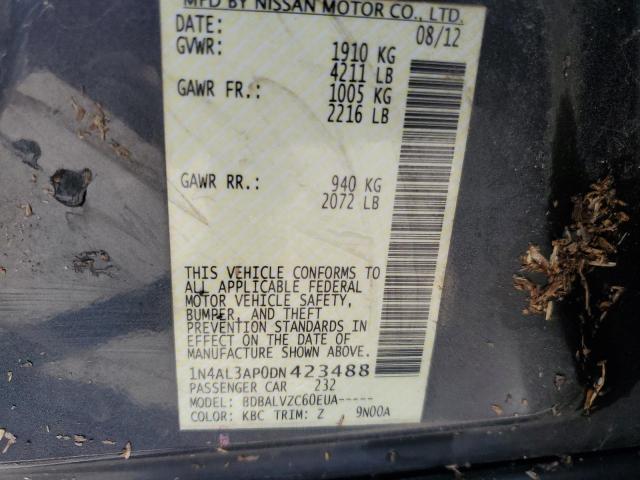 MFD BY NISSAN MOTOR CO., LTD.
DATE: 08/12
GVWR: 1910 KG
4211 LB
GAWR FR.: 1005 KG
2216 LB
GAWR RR.: 940 KG
2072 LB
THIS VEHICLE CONFORMS TO
ALL APPLICABLE FEDERAL
MOTOR VEHICLE SAFETY,
BUMPER, AND THEFT
PREVENTION STANDARDS IN
EFFECT ON THE DATE OF
MANUFACTURE SHOWN ABOVE.
1N4AL3AP0DN423488
PASSENGER CAR 232
MODEL: BDBALVZC60EUA-----
COLOR: KBC TRIM: Z 9N00A